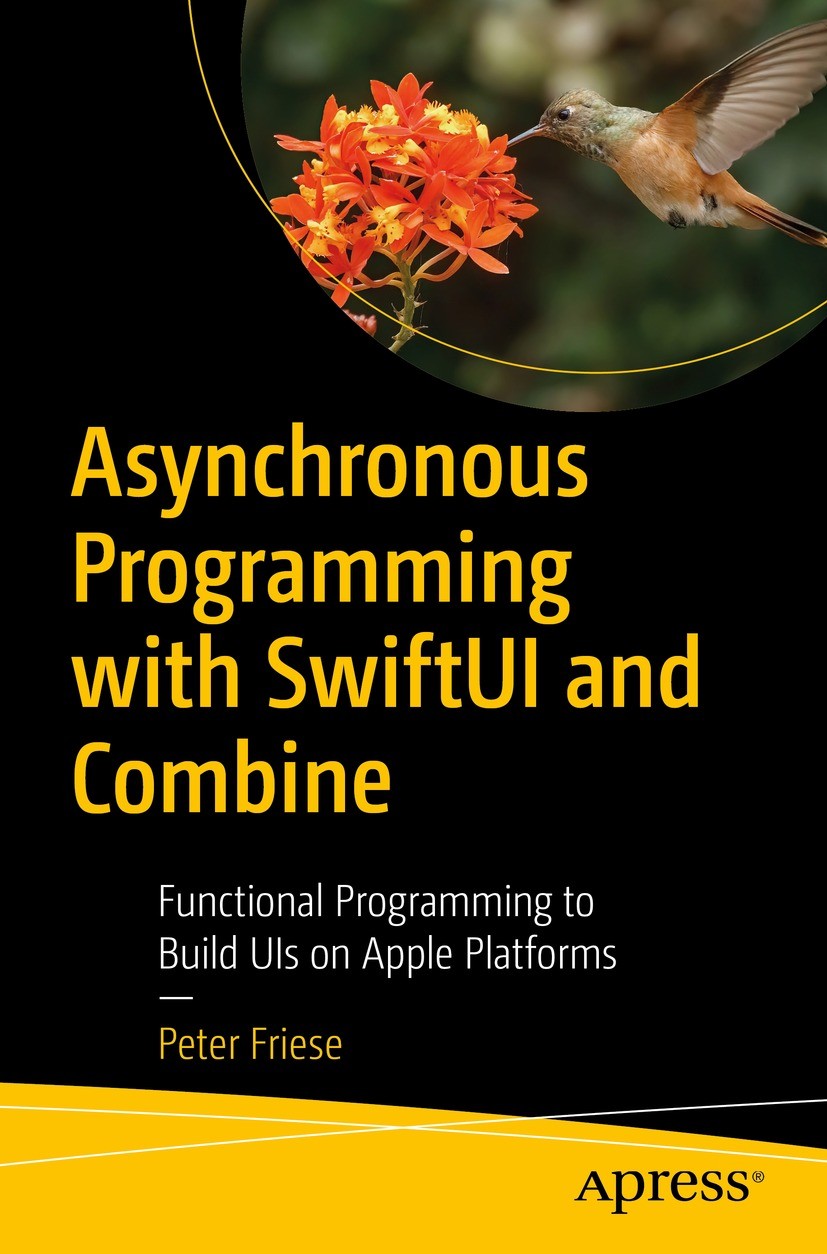 Asynchronous
Programming
with SwiftUI and
Combine
Functional Programming to
Build UIs on Apple Platforms
—
Peter Friese
Apress®